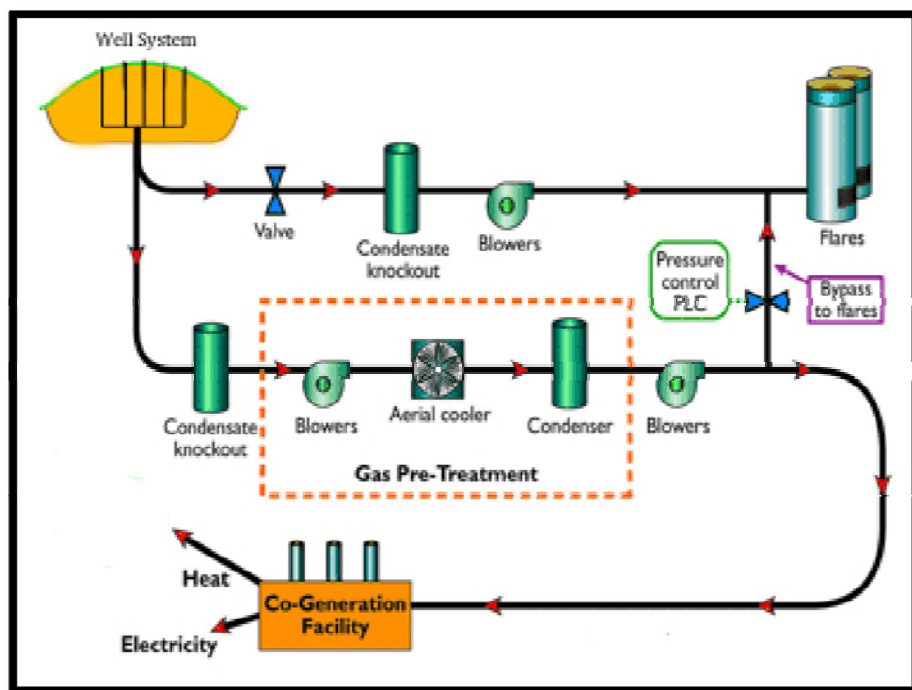 Well System
Valve
Condensate
knockout
Blowers
Flares
Pressure
control
PLC
Bypass
to flares
Condensate
knockout
Blowers
Aerial cooler
Condenser
Blowers
Gas Pre-Treatment
Heat
Electricity
Co-Generation
Facility